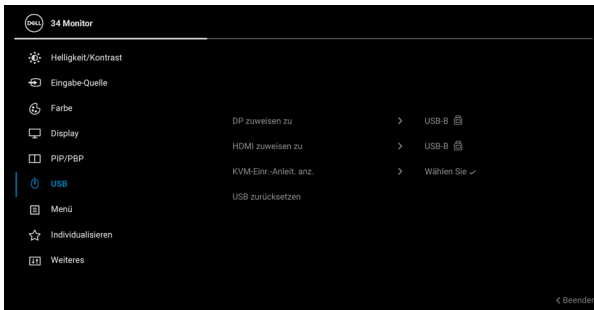 DELL 34 Monitor
Helligkeit/Kontrast
Eingabe-Quelle
Farbe
Display
PIP/PBP
USB
Menü
Individualisieren
Weiteres
DP zuweisen zu > USB-B
HDMI zuweisen zu > USB-B
KVM-Einr.-Anleit. anz. > Wählen Sie ✓
USB zurücksetzen
< Beenden